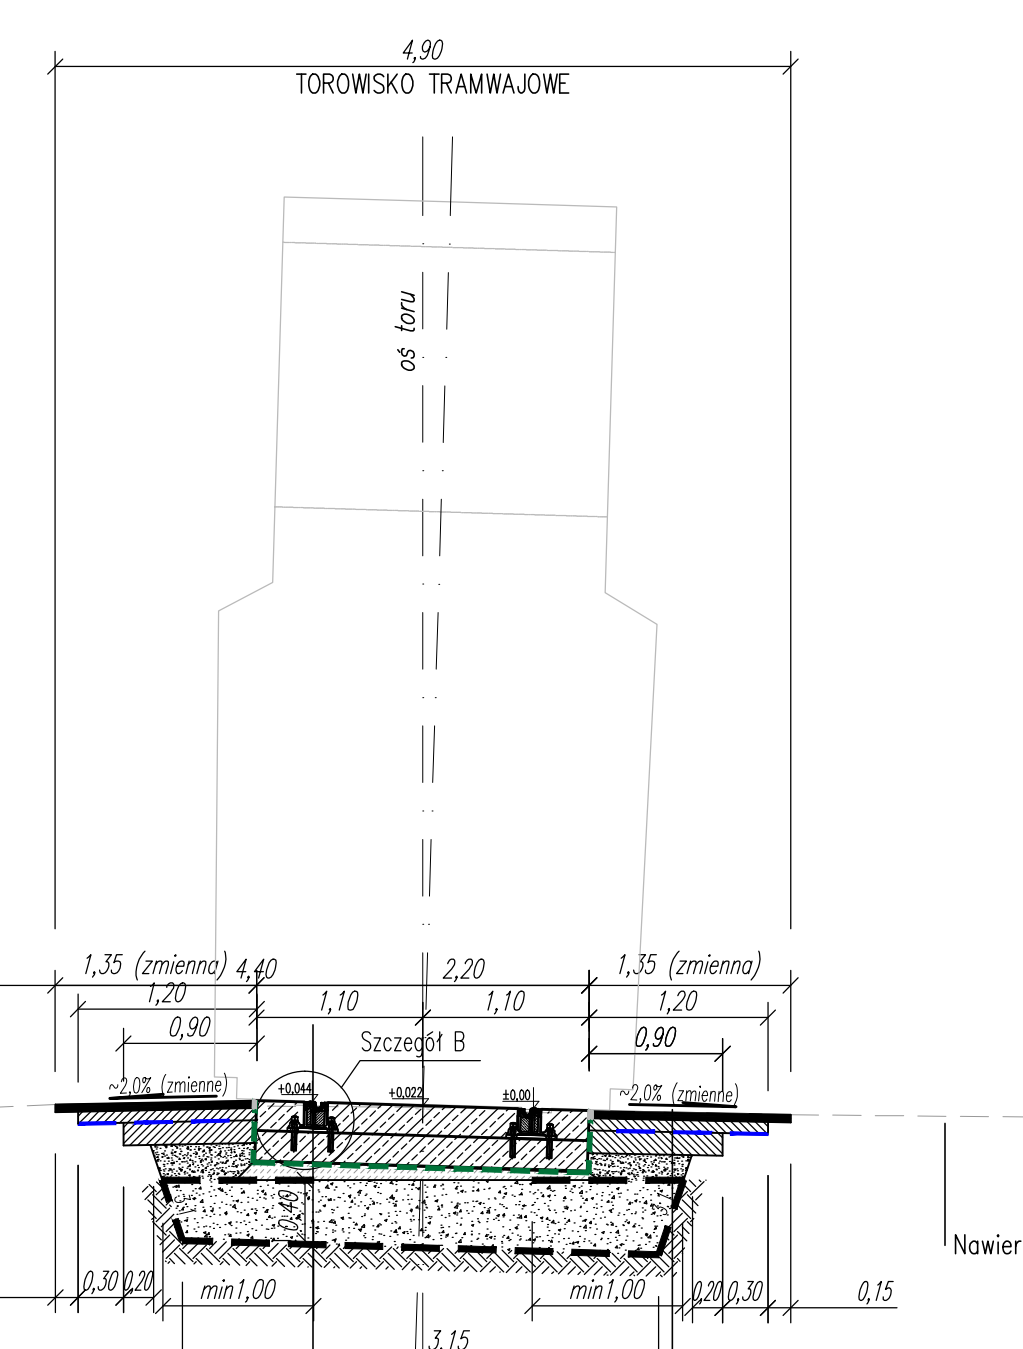 4,90
TOROWISKO TRAMWAJOWE
oś toru
1,35 (zmienna)
4,40
2,20
1,35 (zmienna)
1,20
1,10
1,10
1,20
0,90
Szczegół B
0,90
~2,0% (zmienne)
+0.044
+0.022
±0.00
~2,0% (zmienne)
0,40
Nawier
0,30
0,20
min1,00
min1,00
0,20
0,30
0,15
3,15